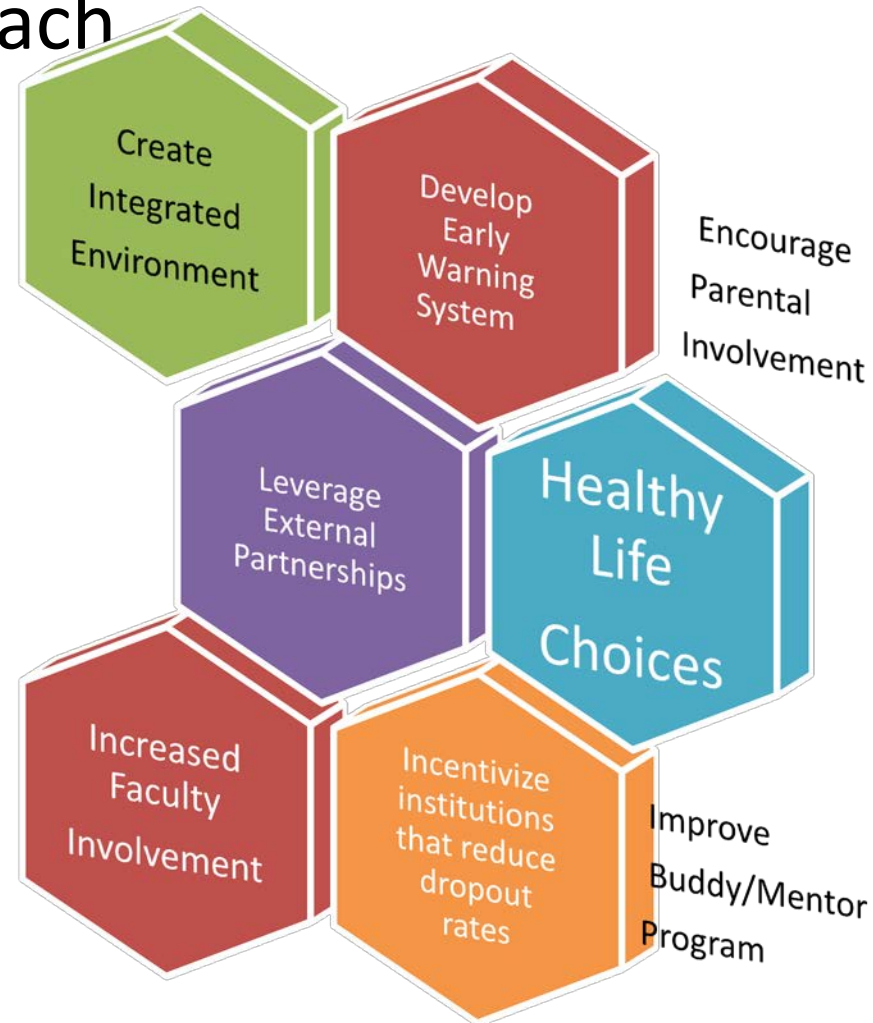 ach
Create
Integrated
Environment
Develop
Early
Warning
System
Encourage
Parental
Involvement
Leverage
External
Partnerships
Healthy
Life
Choices
Increased
Faculty
Involvement
Incentivize
institutions
that reduce
dropout
rates
Improve
Buddy/Mentor
Program